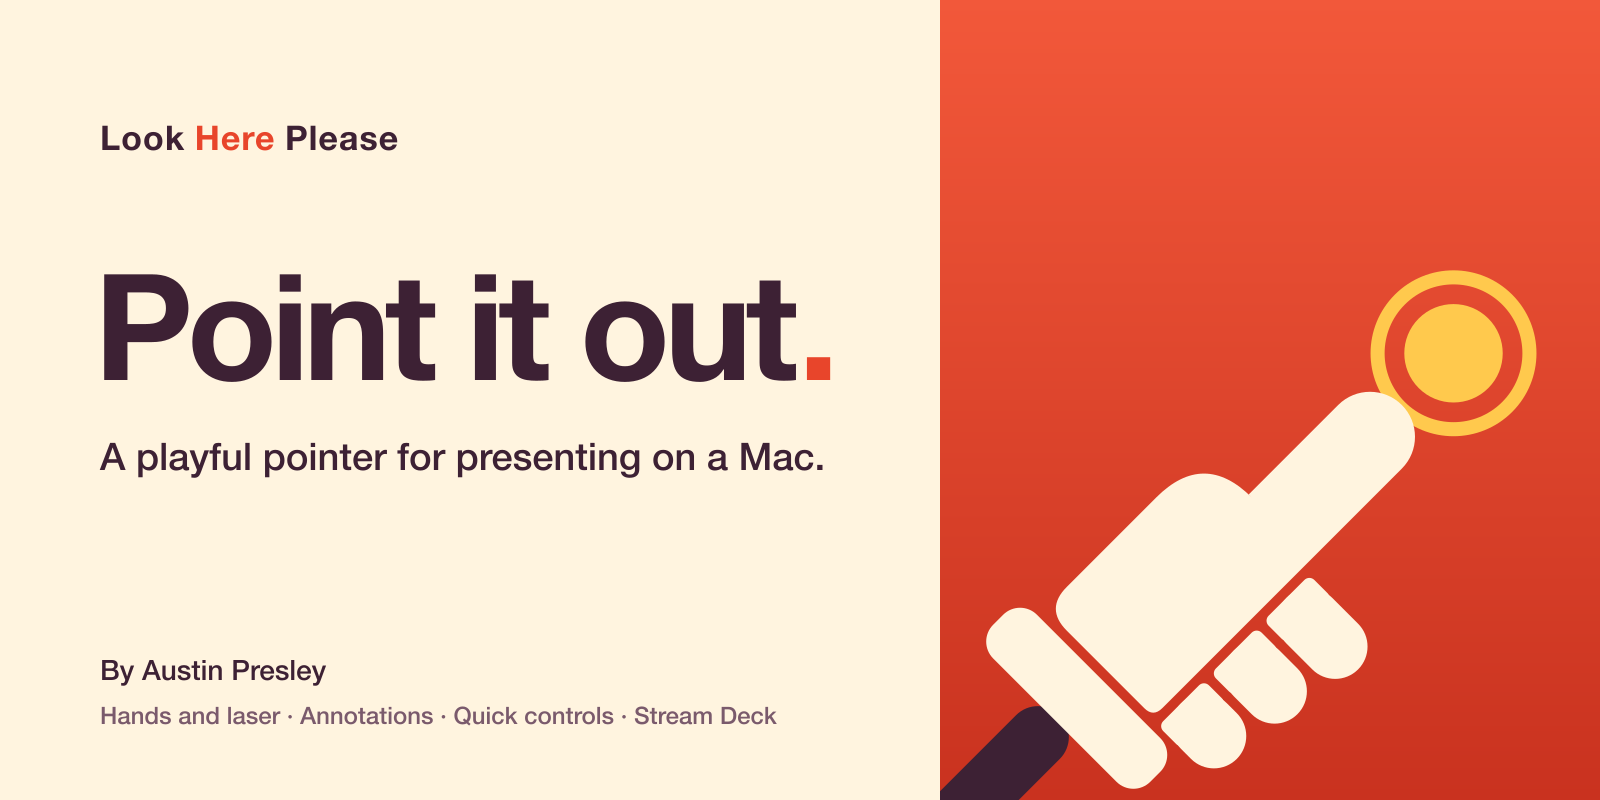 Look Here Please
Point it out.
A playful pointer for presenting on a Mac.
By Austin Presley
Hands and laser · Annotations · Quick controls · Stream Deck